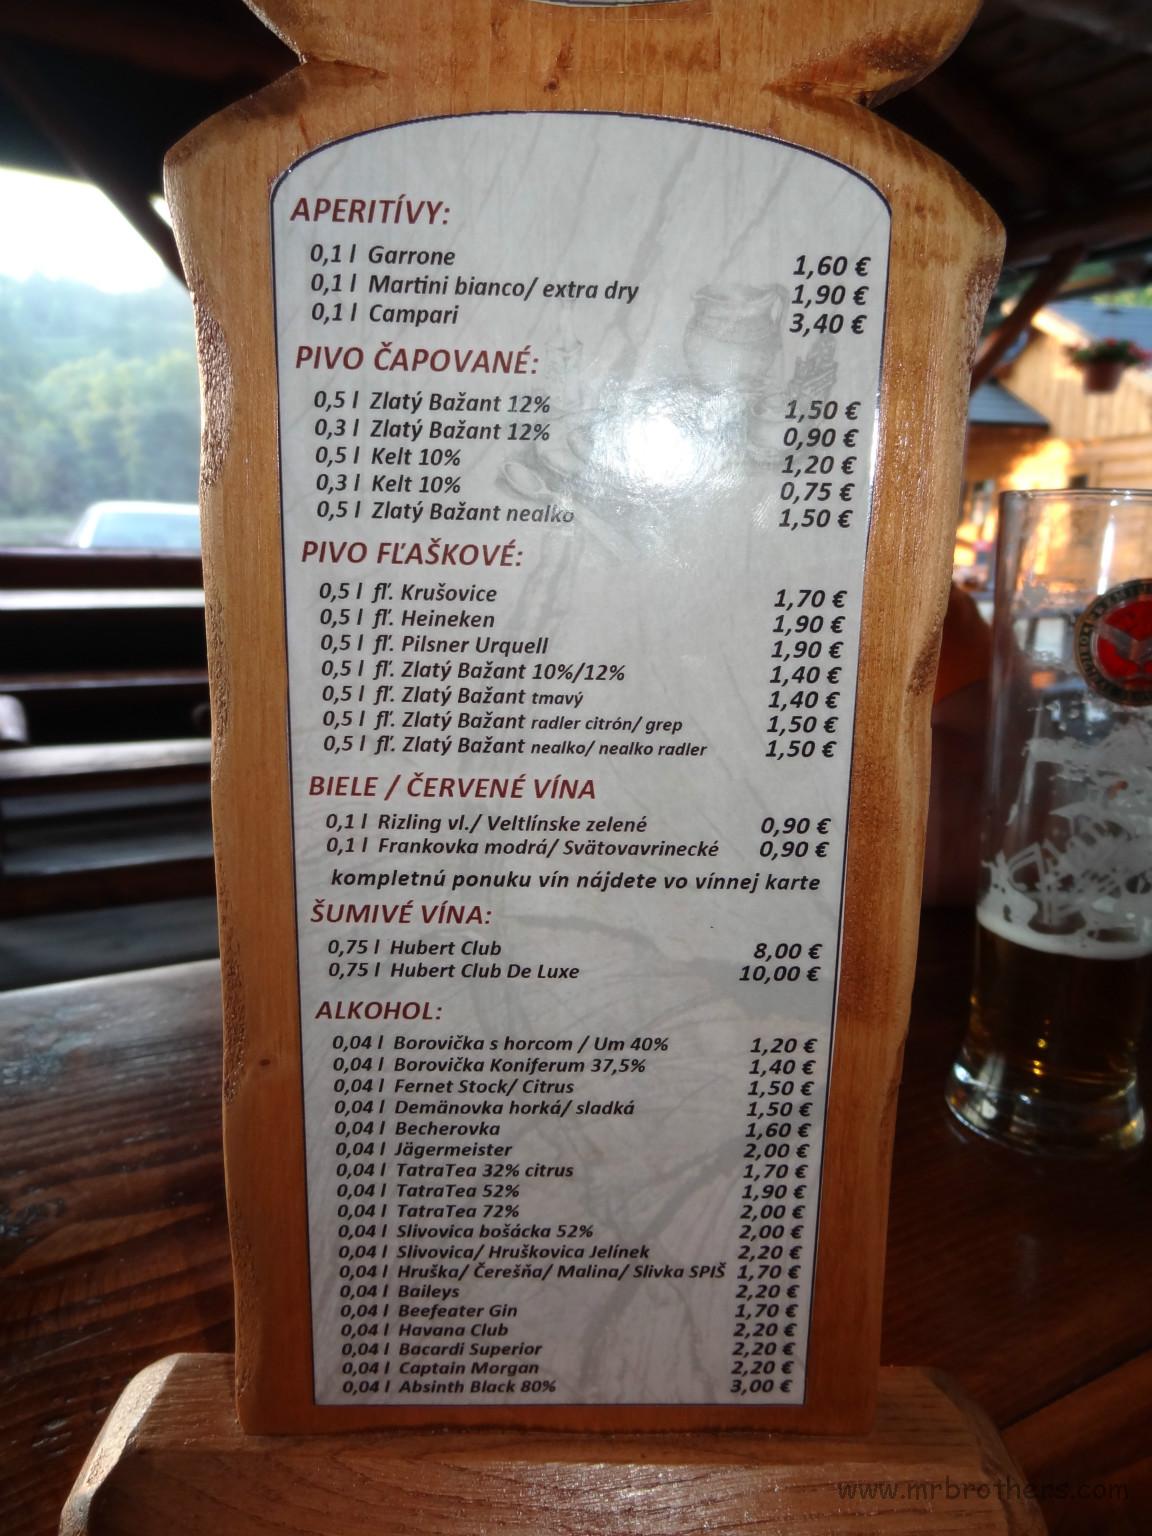 APERITÍVY:
0,1 l Garrone 1,60 €
0,1 l Martini bianco/ extra dry 1,90 €
0,1 l Campari 3,40 €
PIVO ČAPOVANÉ:
0,5 l Zlatý Bažant 12% 1,50 €
0,3 l Zlatý Bažant 12% 0,90 €
0,5 l Kelt 10% 1,20 €
0,3 l Kelt 10% 0,75 €
0,5 l Zlatý Bažant nealko 1,50 €
PIVO FĽAŠKOVÉ:
0,5 l fľ. Krušovice 1,70 €
0,5 l fľ. Heineken 1,90 €
0,5 l fľ. Pilsner Urquell 1,90 €
0,5 l fľ. Zlatý Bažant 10%/12% 1,40 €
0,5 l fľ. Zlatý Bažant tmavý 1,40 €
0,5 l fľ. Zlatý Bažant radler citrón/ grep 1,50 €
0,5 l fľ. Zlatý Bažant nealko/ nealko radler 1,50 €
BIELE / ČERVENÉ VÍNA
0,1 l Rizling vl./ Veltlínske zelené 0,90 €
0,1 l Frankovka modrá/ Svätovavrinecké 0,90 €
kompletnú ponuku vín nájdete vo vínnej karte
ŠUMIVÉ VÍNA:
0,75 l Hubert Club 8,00 €
0,75 l Hubert Club De Luxe 10,00 €
ALKOHOL:
0,04 l Borovička s horcom / Um 40% 1,20 €
0,04 l Borovička Koniferum 37,5% 1,40 €
0,04 l Fernet Stock/ Citrus 1,50 €
0,04 l Demänovka horká/ sladká 1,50 €
0,04 l Becherovka 1,60 €
0,04 l Jägermeister 2,00 €
0,04 l TatraTea 32% citrus 1,70 €
0,04 l TatraTea 52% 1,90 €
0,04 l TatraTea 72% 2,00 €
0,04 l Slivovica bošácka 52% 2,00 €
0,04 l Slivovica/ Hruškovica Jelínek 2,20 €
0,04 l Hruška/ Čerešňa/ Malina/ Slivka SPIŠ 1,70 €
0,04 l Baileys 2,20 €
0,04 l Beefeater Gin 1,70 €
0,04 l Havana Club 2,20 €
0,04 l Bacardi Superior 2,20 €
0,04 l Captain Morgan 2,20 €
0,04 l Absinth Black 80% 3,00 €
www.mrbrothers.com